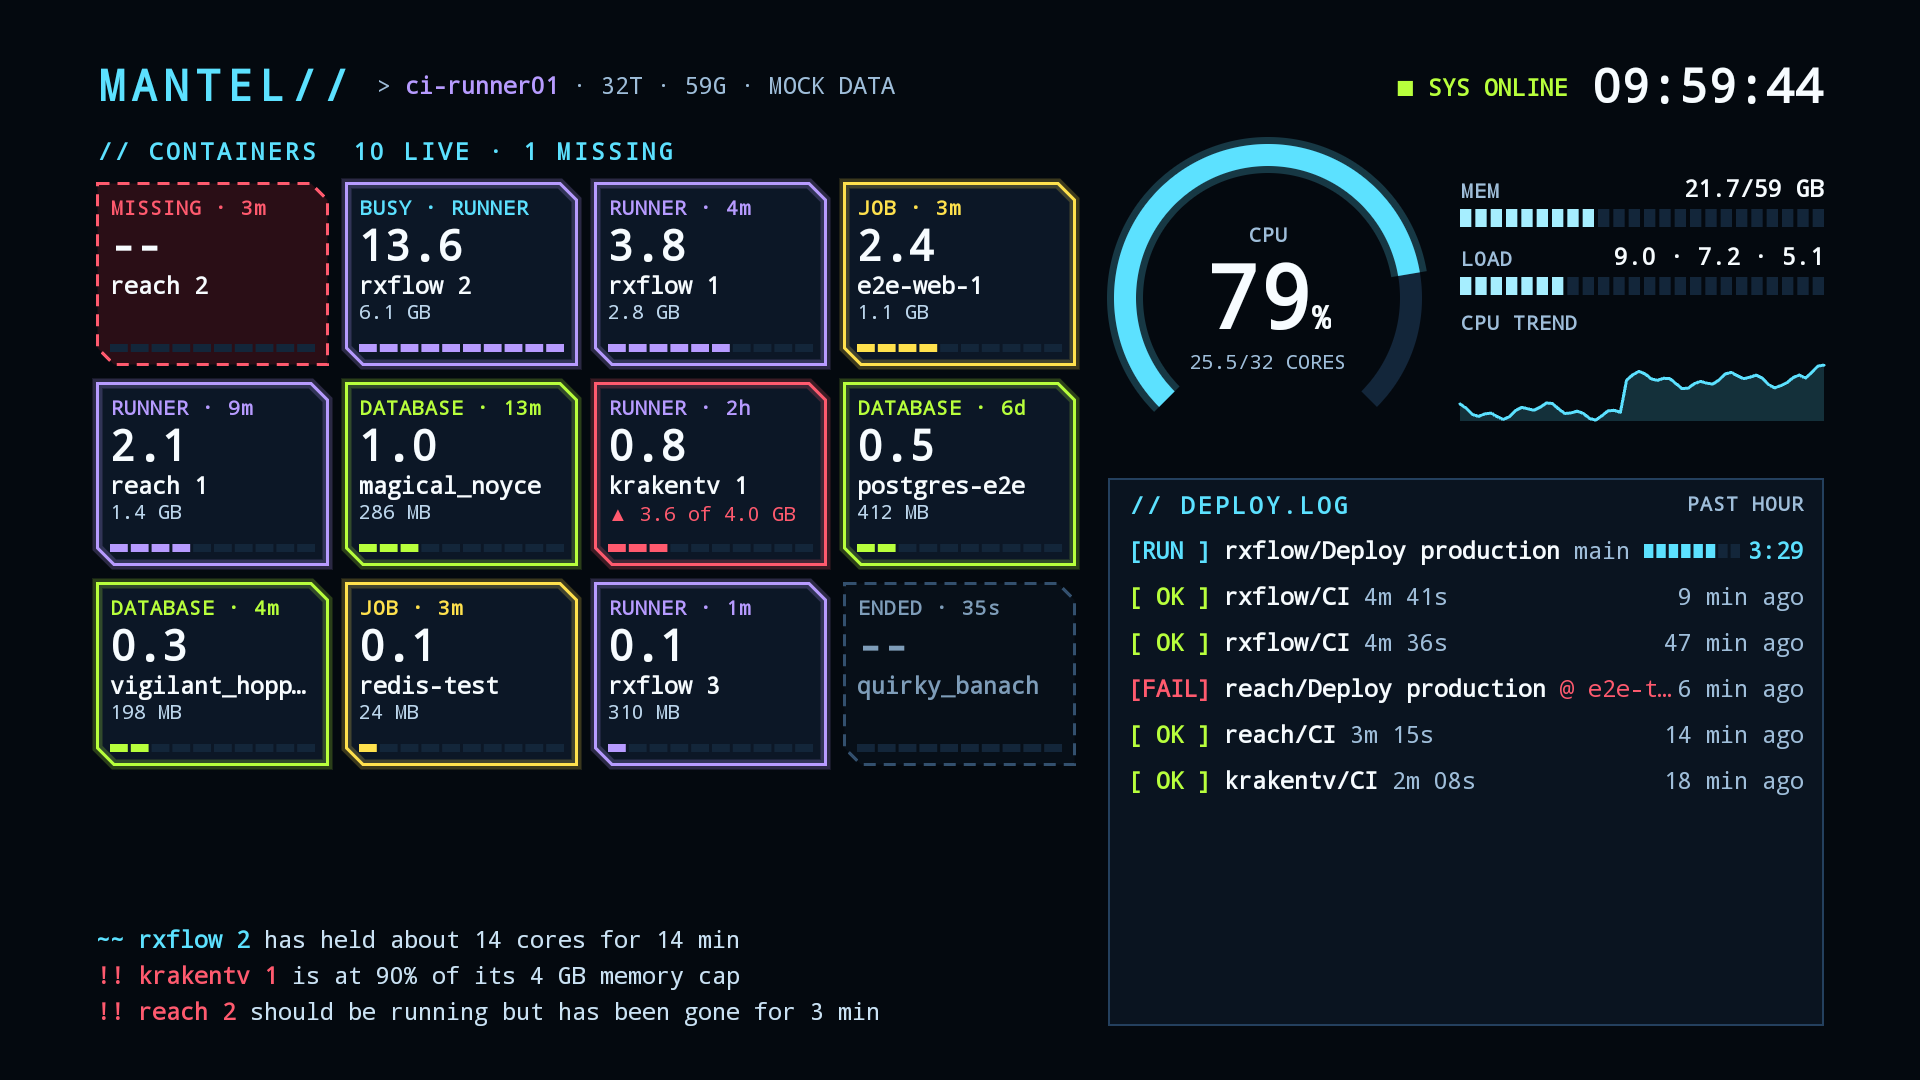 MANTEL// > ci-runner01 · 32T · 59G · MOCK DATA
■ SYS ONLINE 09:59:44
// CONTAINERS 10 LIVE · 1 MISSING
MISSING · 3m
--
reach 2
BUSY · RUNNER
13.6
rxflow 2
6.1 GB
RUNNER · 4m
3.8
rxflow 1
2.8 GB
JOB · 3m
2.4
e2e-web-1
1.1 GB
RUNNER · 9m
2.1
reach 1
1.4 GB
DATABASE · 13m
1.0
magical_noyce
286 MB
RUNNER · 2h
0.8
krakentv 1
▲ 3.6 of 4.0 GB
DATABASE · 6d
0.5
postgres-e2e
412 MB
DATABASE · 4m
0.3
vigilant_hopp…
198 MB
JOB · 3m
0.1
redis-test
24 MB
RUNNER · 1m
0.1
rxflow 3
310 MB
ENDED · 35s
--
quirky_banach
~~ rxflow 2 has held about 14 cores for 14 min
!! krakentv 1 is at 90% of its 4 GB memory cap
!! reach 2 should be running but has been gone for 3 min
CPU
79%
25.5/32 CORES
MEM 21.7/59 GB
LOAD 9.0 · 7.2 · 5.1
CPU TREND
// DEPLOY.LOG PAST HOUR
[RUN ] rxflow/Deploy production main 3:29
[ OK ] rxflow/CI 4m 41s 9 min ago
[ OK ] rxflow/CI 4m 36s 47 min ago
[FAIL] reach/Deploy production @ e2e-t… 6 min ago
[ OK ] reach/CI 3m 15s 14 min ago
[ OK ] krakentv/CI 2m 08s 18 min ago